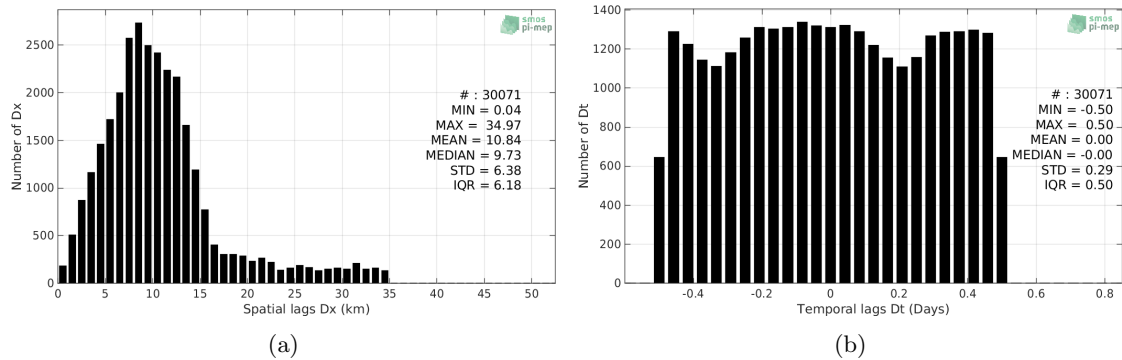 smos
pi-mep
2500
2000
1500
1000
500
0
Number of Dx
# : 30071
MIN = 0.04
MAX = 34.97
MEAN = 10.84
MEDIAN = 9.73
STD = 6.38
IQR = 6.18
0 5 10 15 20 25 30 35 40 45 50
Spatial lags Dx (km)
(a)
smos
pi-mep
1400
1200
1000
800
600
400
200
0
Number of Dt
# : 30071
MIN = -0.50
MAX = 0.50
MEAN = 0.00
MEDIAN = -0.00
STD = 0.29
IQR = 0.50
-0.4 -0.2 0 0.2 0.4 0.6 0.8
Temporal lags Dt (Days)
(b)